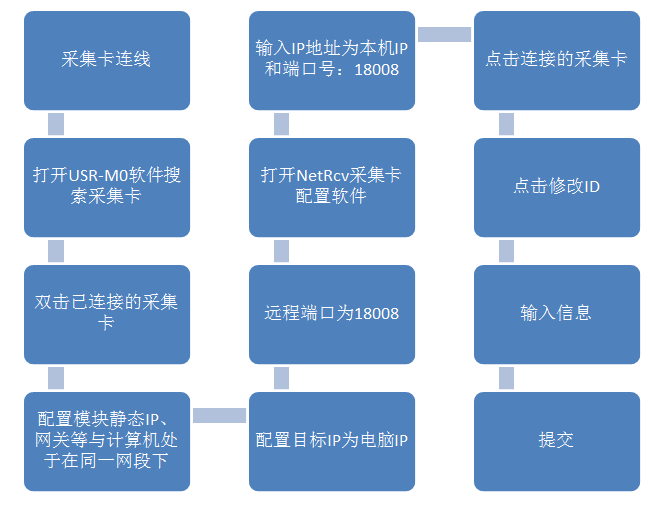 采集卡连线
打开USR-M0软件搜
索采集卡
双击已连接的采集
卡
配置模块静态IP、
网关等与计算机处
于在同一网段下
配置目标IP为电脑IP
远程端口为18008
打开NetRcv采集卡
配置软件
输入IP地址为本机IP
和端口号：18008
点击连接的采集卡
点击修改ID
输入信息
提交